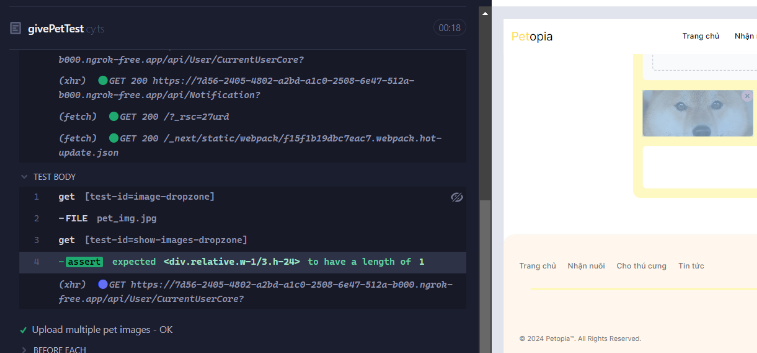 givePetTest.cy.ts
00:18
b000.ngrok-free.app/api/User/CurrentUserCore?
(xhr) GET 200 https://7d56-2405-4802-a2bd-a1c0-2508-6e47-512a-
b000.ngrok-free.app/api/Notification?
(fetch) GET 200 /?_rsc=27urd
(fetch) GET 200 /_next/static/webpack/f15f1b19dbc7eac7.webpack.hot-
update.json
TEST BODY
1 get [test-id=image-dropzone]
2 -FILE pet_img.jpg
3 get [test-id=show-images-dropzone]
4 -assert expected <div.relative.w-1/3.h-24> to have a length of 1
(xhr) GET https://7d56-2405-4802-a2bd-a1c0-2508-6e47-512a-b000.ngrok-
free.app/api/User/CurrentUserCore?
Upload multiple pet images - OK
BEFORE EACH
Petopia
Trang chủ Nhận
Trang chủ Nhận nuôi Cho thú cưng Tin tức
© 2024 Petopia™. All Rights Reserved.